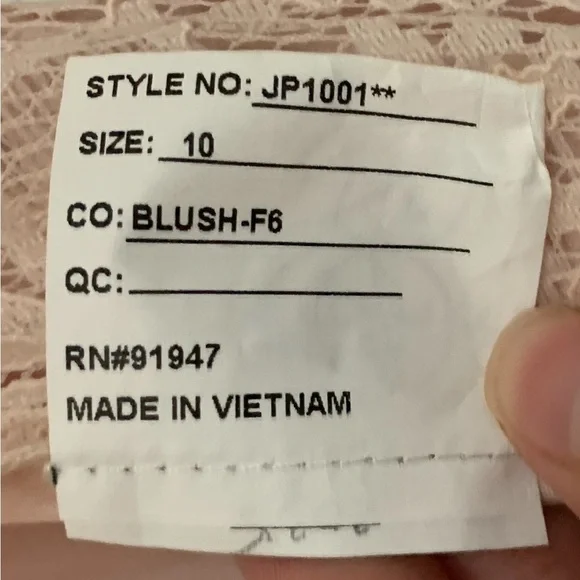 STYLE NO: JP1001**
SIZE: 10
CO: BLUSH-F6
QC:
RN#91947
MADE IN VIETNAM